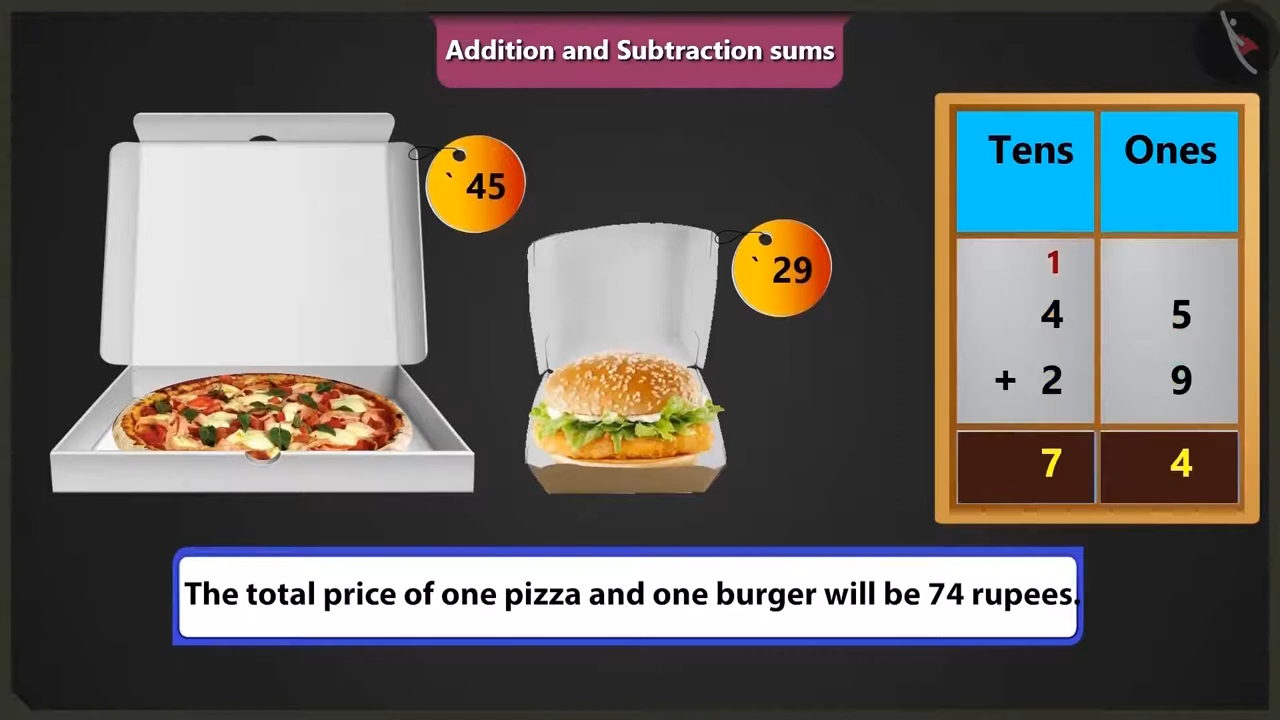 Addition and Subtraction sums
` 45
` 29
Tens Ones
1
4 5
+ 2 9
7 4
The total price of one pizza and one burger will be 74 rupees.